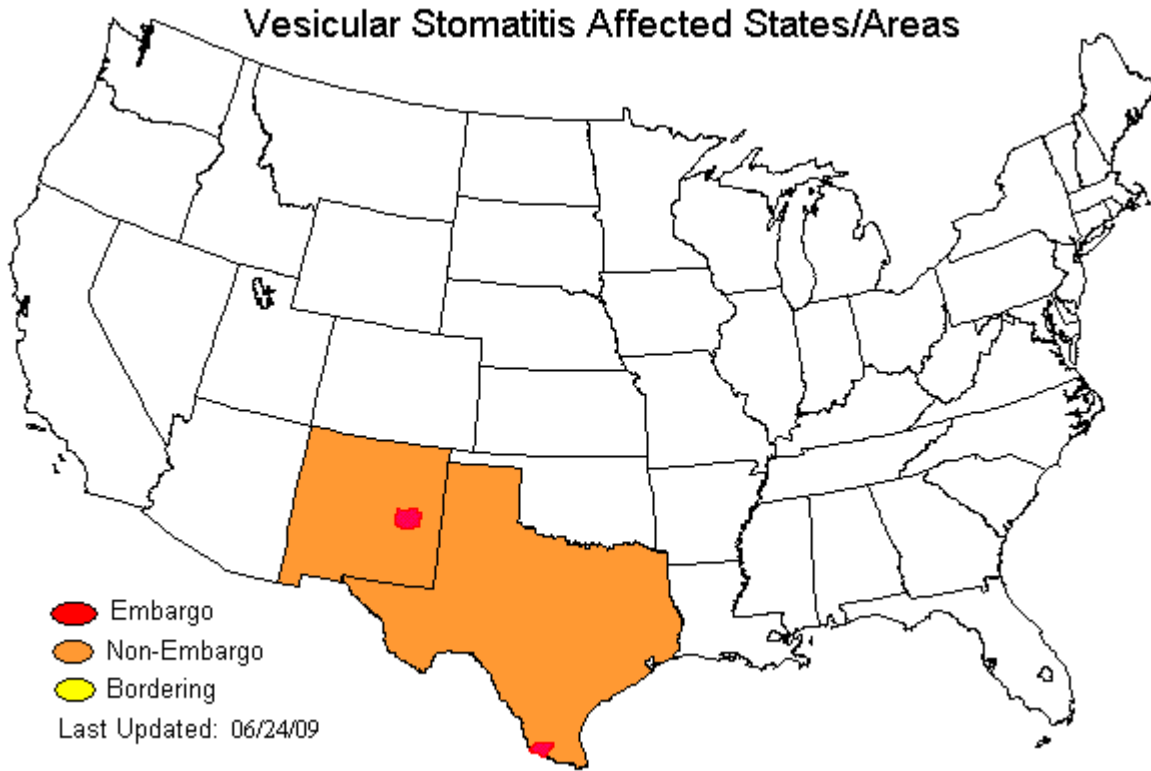 Vesicular Stomatitis Affected States/Areas
Embargo
Non-Embargo
Bordering
Last Updated: 06/24/09